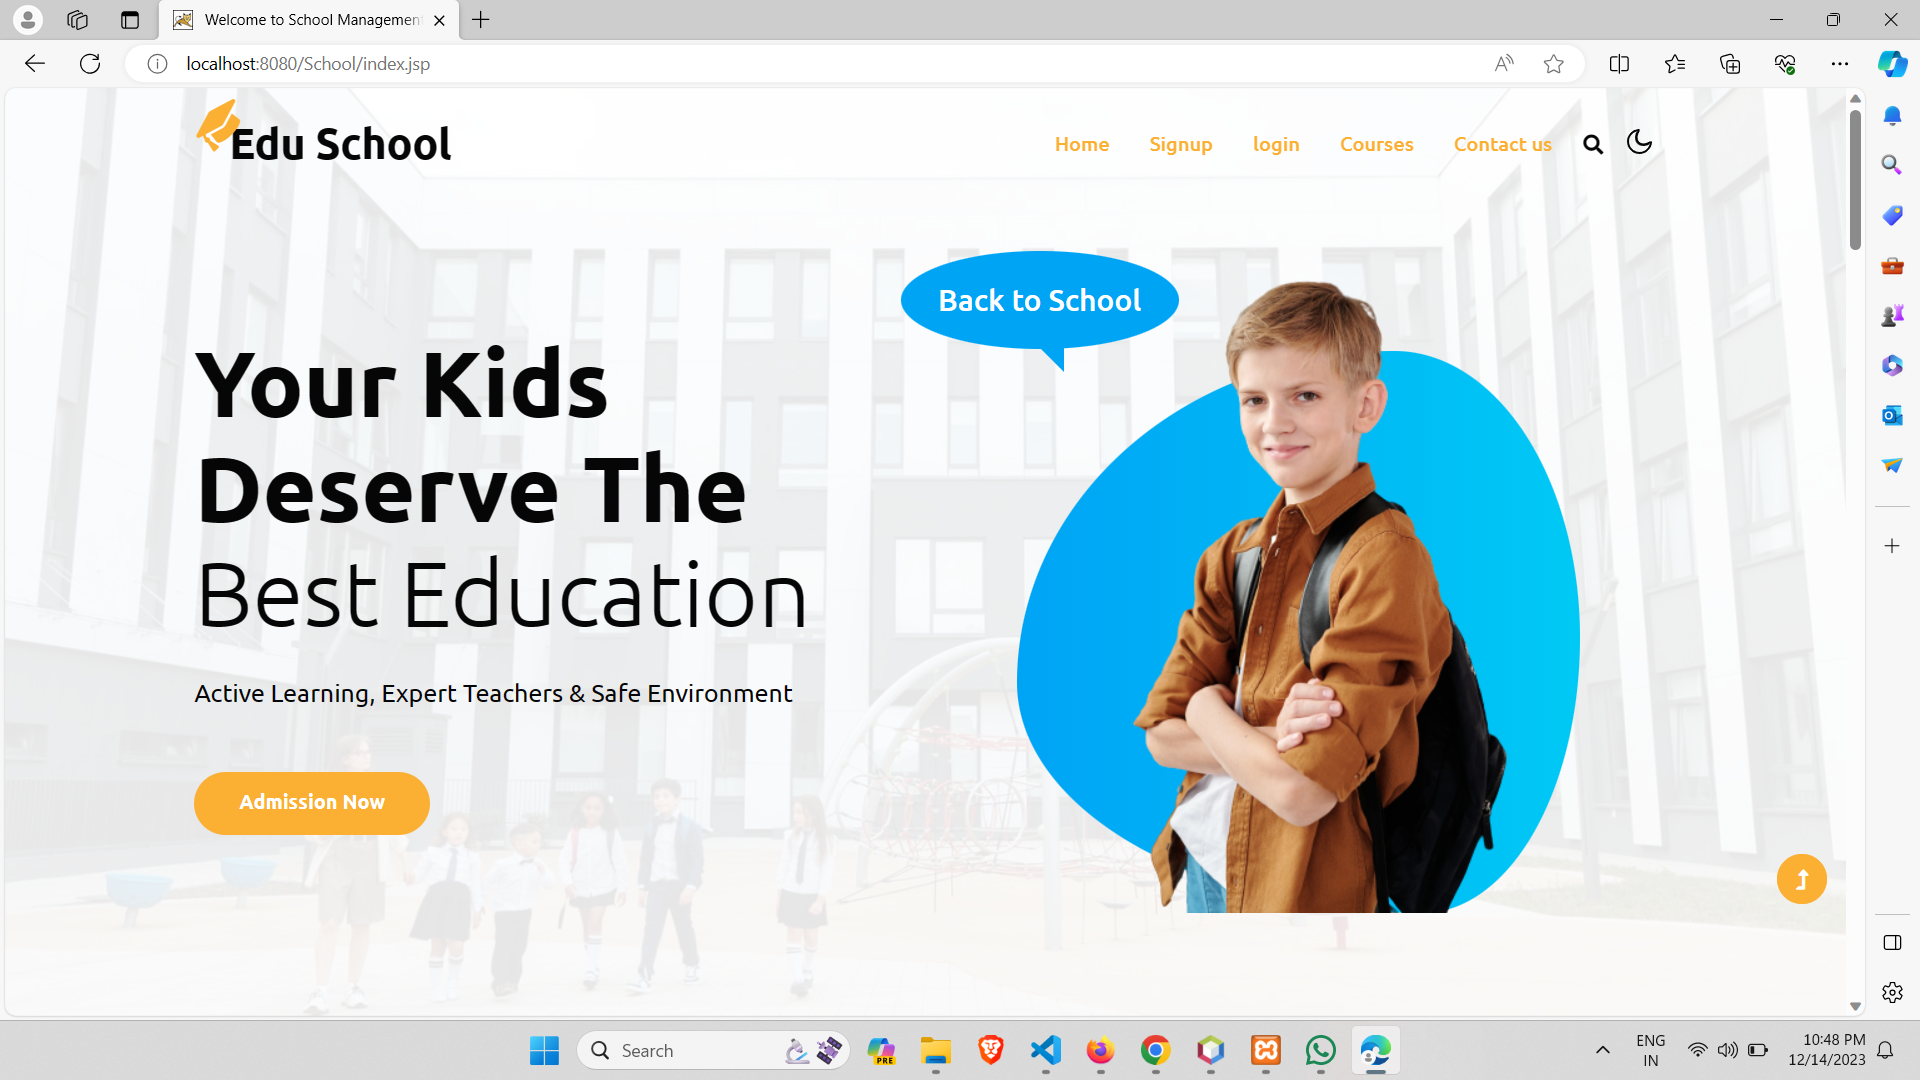 Welcome to School Management
localhost:8080/School/index.jsp
Edu School
Home
Signup
login
Courses
Contact us
Back to School
Your Kids
Deserve The
Best Education
Active Learning, Expert Teachers & Safe Environment
Admission Now
Search
PRE
ENG
IN
10:48 PM
12/14/2023